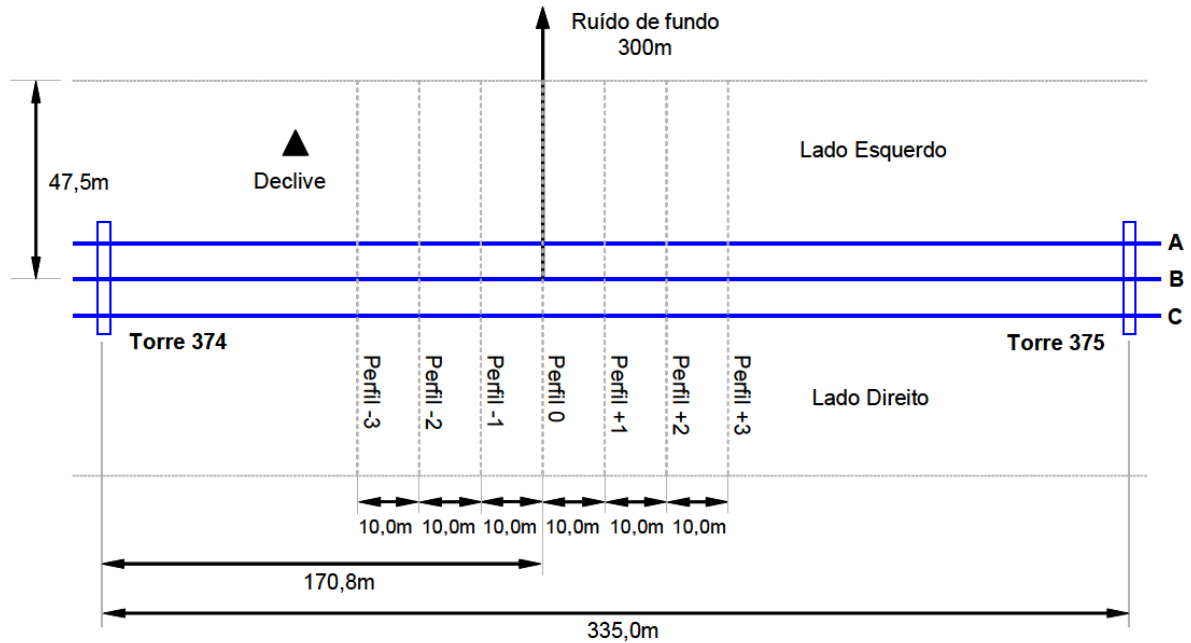 Ruído de fundo
300m
Lado Esquerdo
Declive
47,5m
A
B
C
Torre 374
Torre 375
Perfil -3
Perfil -2
Perfil -1
Perfil 0
Perfil +1
Perfil +2
Perfil +3
Lado Direito
10,0m
10,0m
10,0m
10,0m
10,0m
10,0m
170,8m
335,0m